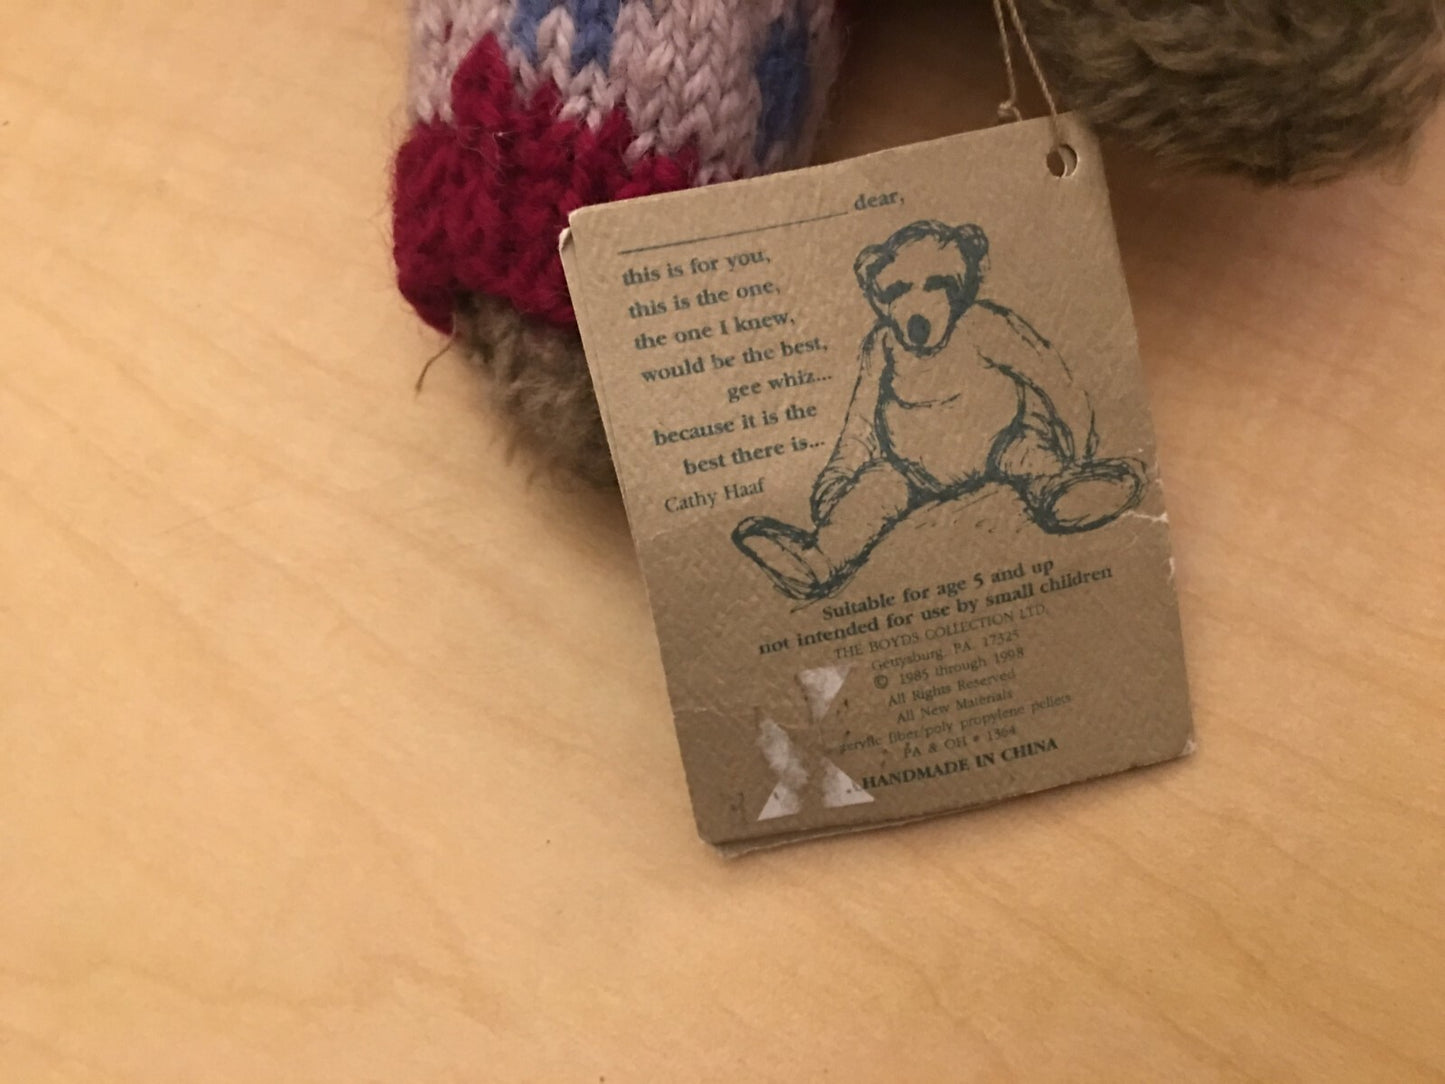 dear,
this is for you,
this is the one,
the one I knew,
would be the best,
gee whiz...
because it is the
best there is...
Cathy Haaf
Suitable for age 5 and up
not intended for use by small children
THE BOYDS COLLECTION LTD.
Gettysburg, PA. 17325
© 1985 through 1998
All Rights Reserved
All New Materials
acrylic fiber/poly propylene pellets
PA & OH • 1364
HANDMADE IN CHINA